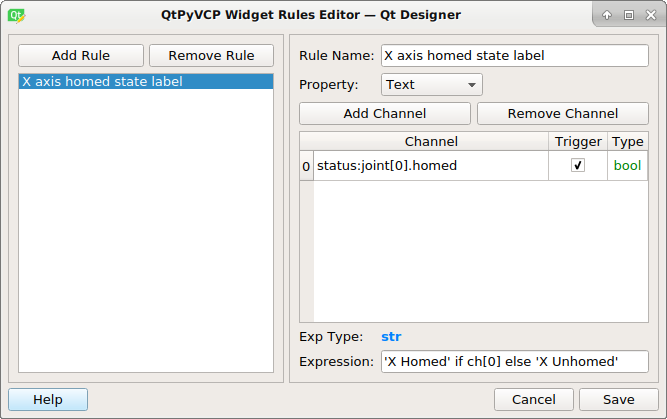 QtPyVCP Widget Rules Editor — Qt Designer
Add Rule
Remove Rule
X axis homed state label
Rule Name:
X axis homed state label
Property:
Text
Add Channel
Remove Channel
Channel
Trigger
Type
0
status:joint[0].homed
bool
Exp Type:
str
Expression:
'X Homed' if ch[0] else 'X Unhomed'
Help
Cancel
Save